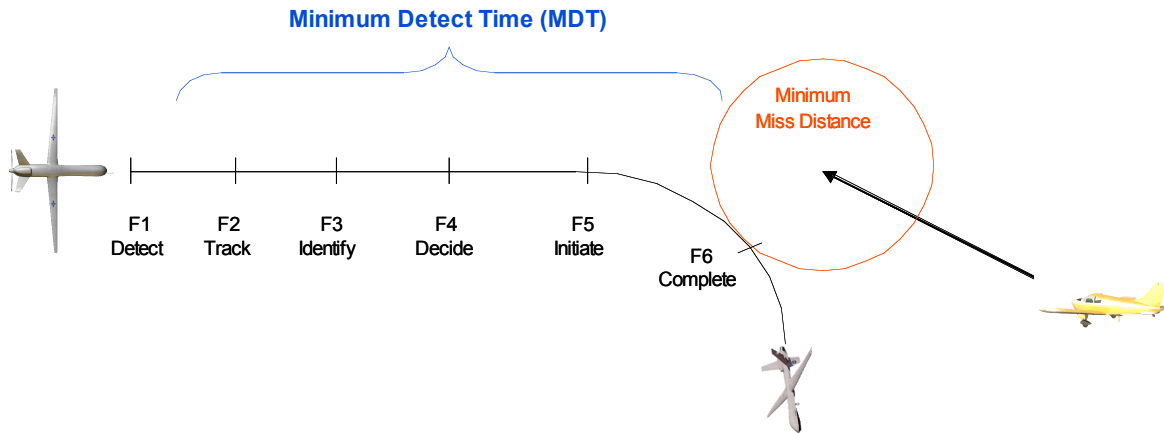 Minimum Detect Time (MDT)
Minimum
Miss Distance
F1
Detect
F2
Track
F3
Identify
F4
Decide
F5
Initiate
F6
Complete